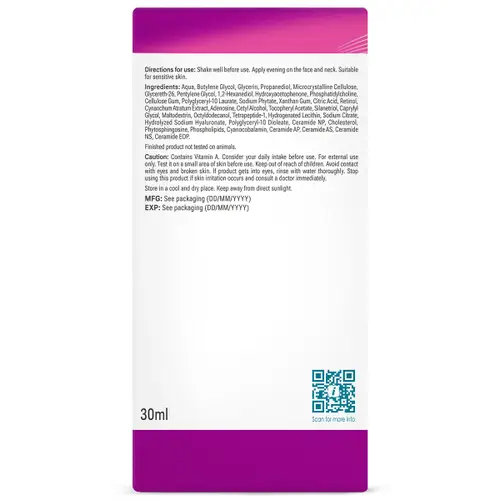 Directions for use: Shake well before use. Apply evening on the face and neck. Suitable
for sensitive skin.
Ingredients: Aqua, Butylene Glycol, Glycerin, Propanediol, Microcrystalline Cellulose,
Glycereth-26, Pentylene Glycol, 1,2-Hexanediol, Hydroxyacetophenone, Phosphatidylcholine,
Cellulose Gum, Polyglyceryl-10 Laurate, Sodium Phytate, Xanthan Gum, Citric Acid, Retinal,
Cynanchum Atratum Extract, Adenosine, Cetyl Alcohol, Tocopheryl Acetate, Silanetriol, Caprylyl
Glycol, Maltodextrin, Octyldodecanol, Tetrapeptide-1, Hydrogenated Lecithin, Sodium Citrate,
Hydrolyzed Sodium Hyaluronate, Polyglyceryl-10 Dioleate, Ceramide NP, Cholesterol,
Phytosphingosine, Phospholipids, Cyanocobalamin, Ceramide AP, Ceramide AS, Ceramide
NS, Ceramide EOP.
Finished product not tested on animals.
Caution: Contains Vitamin A. Consider your daily intake before use. For external use
only. Test it on a small area of skin before use. Keep out of reach of children. Avoid contact
with eyes and broken skin. If product gets into eyes, rinse with water thoroughly. Stop
using this product if skin irritation occurs and consult a doctor immediately.
Store in a cool and dry place. Keep away from direct sunlight.
MFG: See packaging (DD/MM/YYYY)
EXP: See packaging (DD/MM/YYYY)
30ml
Scan for more info